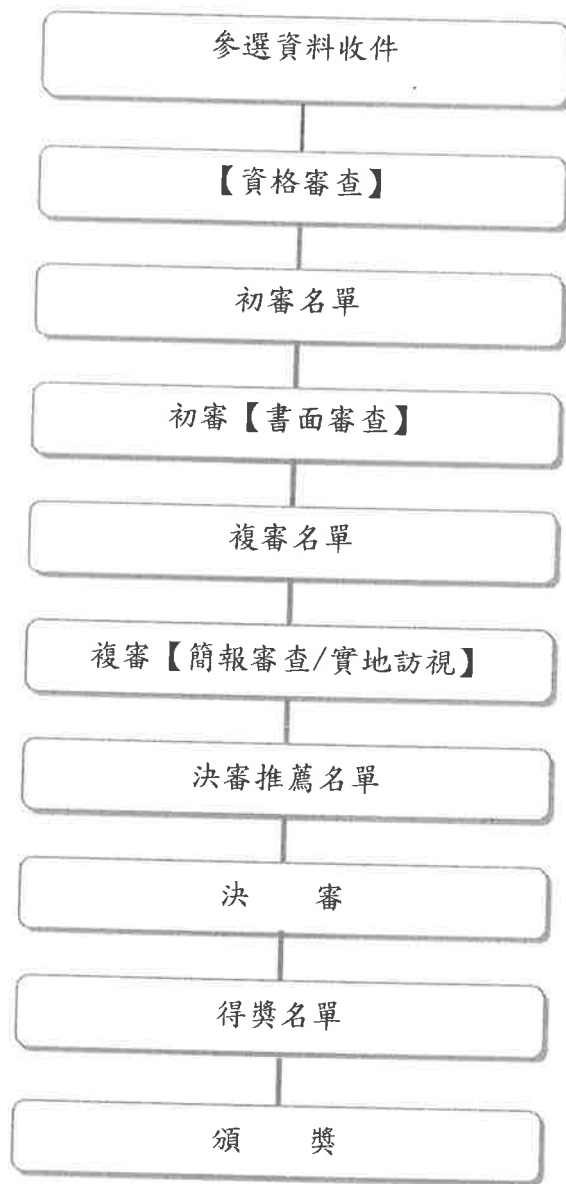 參選資料收件
【資格審查】
初審名單
初審【書面審查】
複審名單
複審【簡報審查/實地訪視】
決審推薦名單
決　　審
得獎名單
頒　　獎